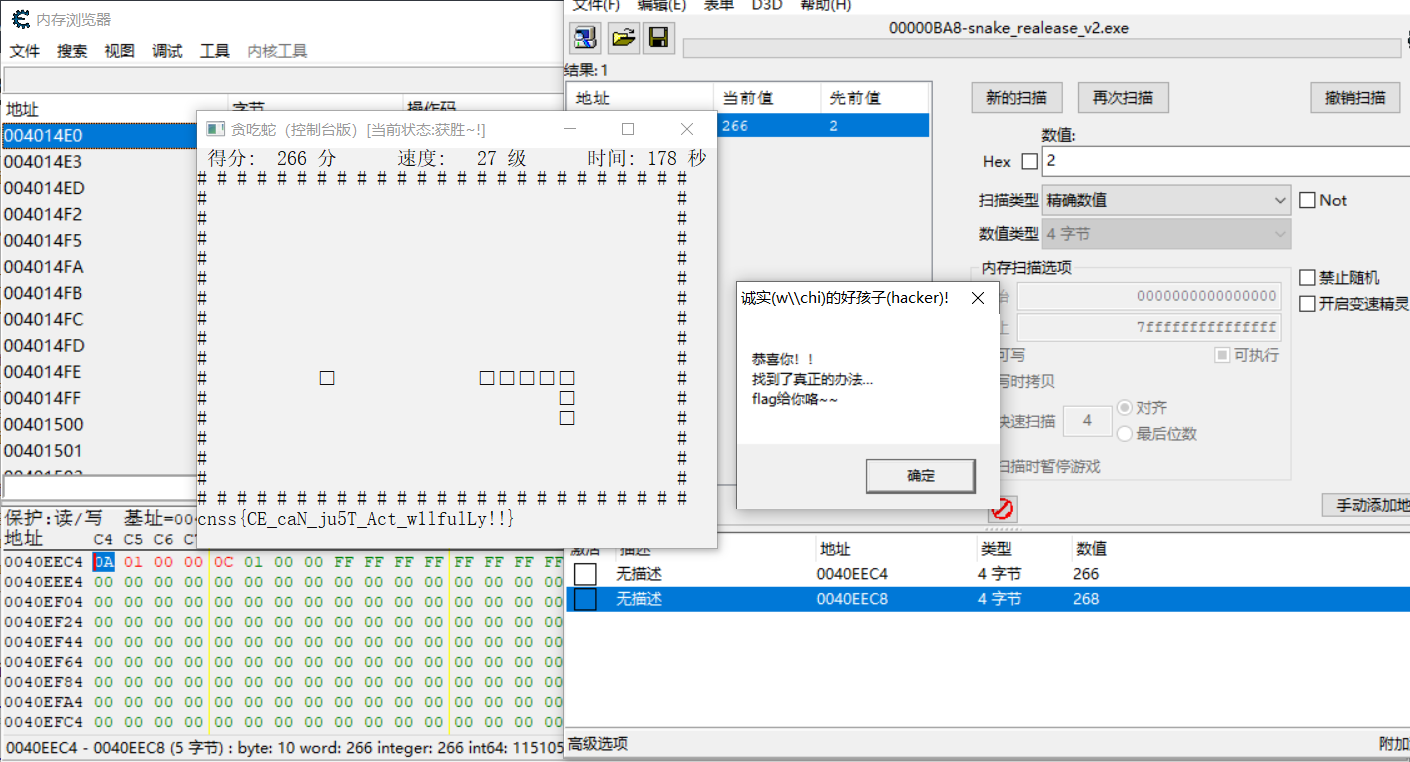 内存浏览器
文件 搜索 视图 调试 工具 内核工具
地址 字节 操作码
004014E0
004014E3
004014ED
004014F2
004014F5
004014FA
004014FB
004014FC
004014FD
004014FE
004014FF
00401500
00401501
保护:读/写 基址=00
地址 C4 C5 C6 C7
0040EEC4 0A 01 00 00 0C 01 00 00 FF FF FF FF FF FF FF FF
0040EEE4 00 00 00 00 00 00 00 00 00 00 00 00 00 00 00 00
0040EF04 00 00 00 00 00 00 00 00 00 00 00 00 00 00 00 00
0040EF24 00 00 00 00 00 00 00 00 00 00 00 00 00 00 00 00
0040EF44 00 00 00 00 00 00 00 00 00 00 00 00 00 00 00 00
0040EF64 00 00 00 00 00 00 00 00 00 00 00 00 00 00 00 00
0040EF84 00 00 00 00 00 00 00 00 00 00 00 00 00 00 00 00
0040EFA4 00 00 00 00 00 00 00 00 00 00 00 00 00 00 00 00
0040EFC4 00 00 00 00 00 00 00 00 00 00 00 00 00 00 00 00
0040EEC4 - 0040EEC8 (5 字节) : byte: 10 word: 266 integer: 266 int64: 115105
贪吃蛇（控制台版）[当前状态:获胜~!]
得分: 266 分 速度: 27 级 时间: 178 秒
# # # # # # # # # # # # # # # # # # # # # # # # #
# #
# #
# #
# #
# #
# #
# #
# #
# #
# □ □□□□□ #
# □ #
# □ #
# #
# #
# #
# # # # # # # # # # # # # # # # # # # # # # # # #
cnss{CE_caN_ju5T_Act_w1lfulLy!!}
文件(F) 编辑(E) 表单 D3D 帮助(H)
00000BA8-snake_realease_v2.exe
结果: 1
地址 当前值 先前值
266 2
新的扫描 再次扫描 撤销扫描
数值:
Hex 2
扫描类型 精确数值 Not
数值类型 4 字节
内存扫描选项
0000000000000000
7fffffffffffffff
禁止随机
开启变速精灵
可写 可执行
写时拷贝
快速扫描 4 对齐
最后位数
扫描时暂停游戏
手动添加地
诚实(w\\chi)的好孩子(hacker)!
恭喜你！！
找到了真正的办法...
flag给你咯~~
确定
激活 描述 地址 类型 数值
无描述 0040EEC4 4 字节 266
无描述 0040EEC8 4 字节 268
高级选项 附加